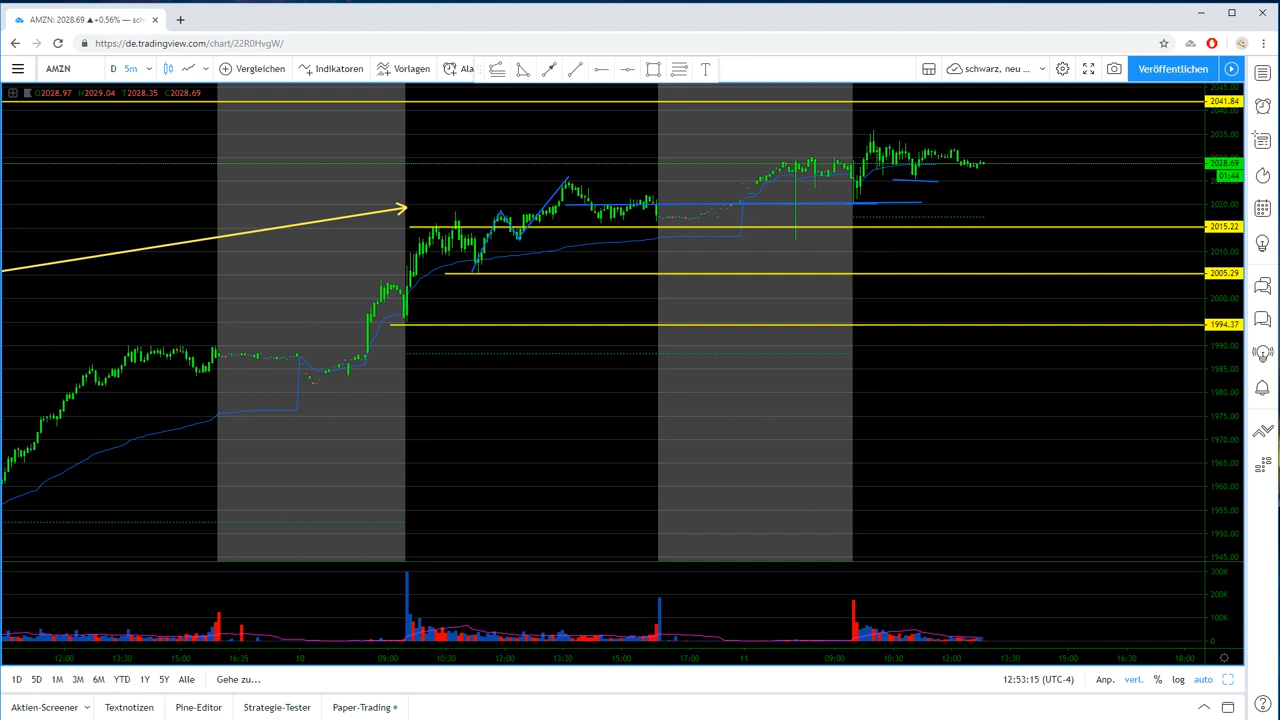 AMZN: 2028.69 ▲+0.56% — sch
https://de.tradingview.com/chart/22R0HvgW/
AMZN D 5m Vergleichen Indikatoren Vorlagen Ala T schwarz, neu ... Veröffentlichen
O2028.97 H2029.04 T2028.35 C2028.69
2045.00
2041.84
2040.00
2035.00
2028.69
01:44
2020.00
2015.22
2010.00
2005.29
2000.00
1994.37
1990.00
1985.00
1980.00
1975.00
1970.00
1965.00
1960.00
1955.00
1950.00
1945.00
300K
200K
100K
0
12:00 13:30 15:00 16:35 10 09:00 10:30 12:00 13:30 15:00 17:00 11 09:00 10:30 12:00 13:30 15:00 16:30 18:00
1D 5D 1M 3M 6M YTD 1Y 5Y Alle Gehe zu... 12:53:15 (UTC-4) Anp. verl. % log auto
Aktien-Screener Textnotizen Pine-Editor Strategie-Tester Paper-Trading